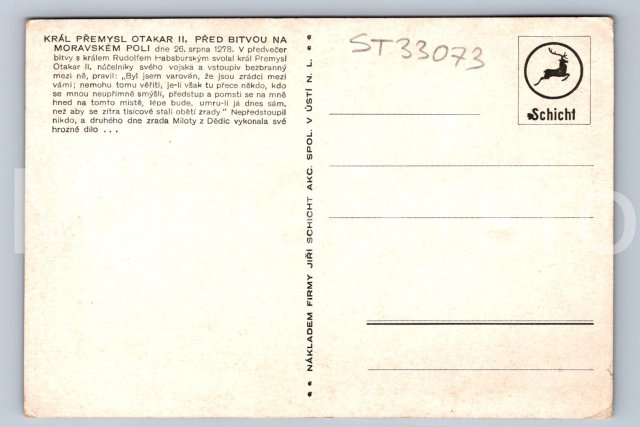 KRÁL PŘEMYSL OTAKAR II. PŘED BITVOU NA
MORAVSKÉM POLI dne 26. srpna 1278. V předvečer
bitvy s králem Rudolfem Habsburským svolal král Přemysl
Otakar II. náčelníky svého vojska a vstoupiv bezbranný
mezi ně, pravil: „Byl jsem varován, že jsou zrádci mezi
vámi; nemohu tomu věřiti, je-li však tu přece někdo, kdo
se mnou neupřímně smýšlí, předstup a pomsti se na mně
hned na tomto místě, lépe bude, umru-li já dnes sám,
než aby se zítra tisícové stali obětí zrady“ Nepředstoupil
nikdo, a druhého dne zrada Miloty z Dědic vykonala své
hrozné dílo ...
NÁKLADEM FIRMY JIŘÍ SCHICHT AKC. SPOL. V ÚSTÍ N. L.
ST33073
Schicht